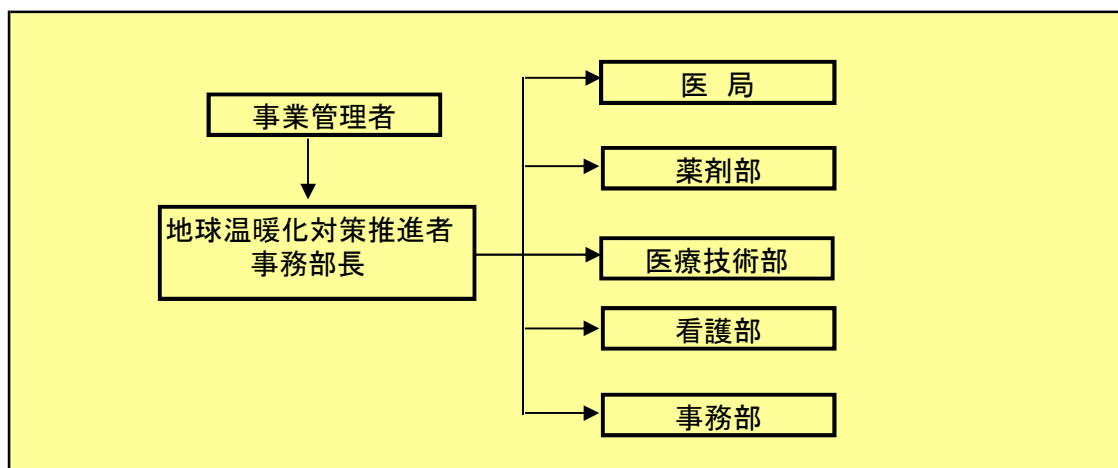 事業管理者
地球温暖化対策推進者
事務部長
医 局
薬剤部
医療技術部
看護部
事務部